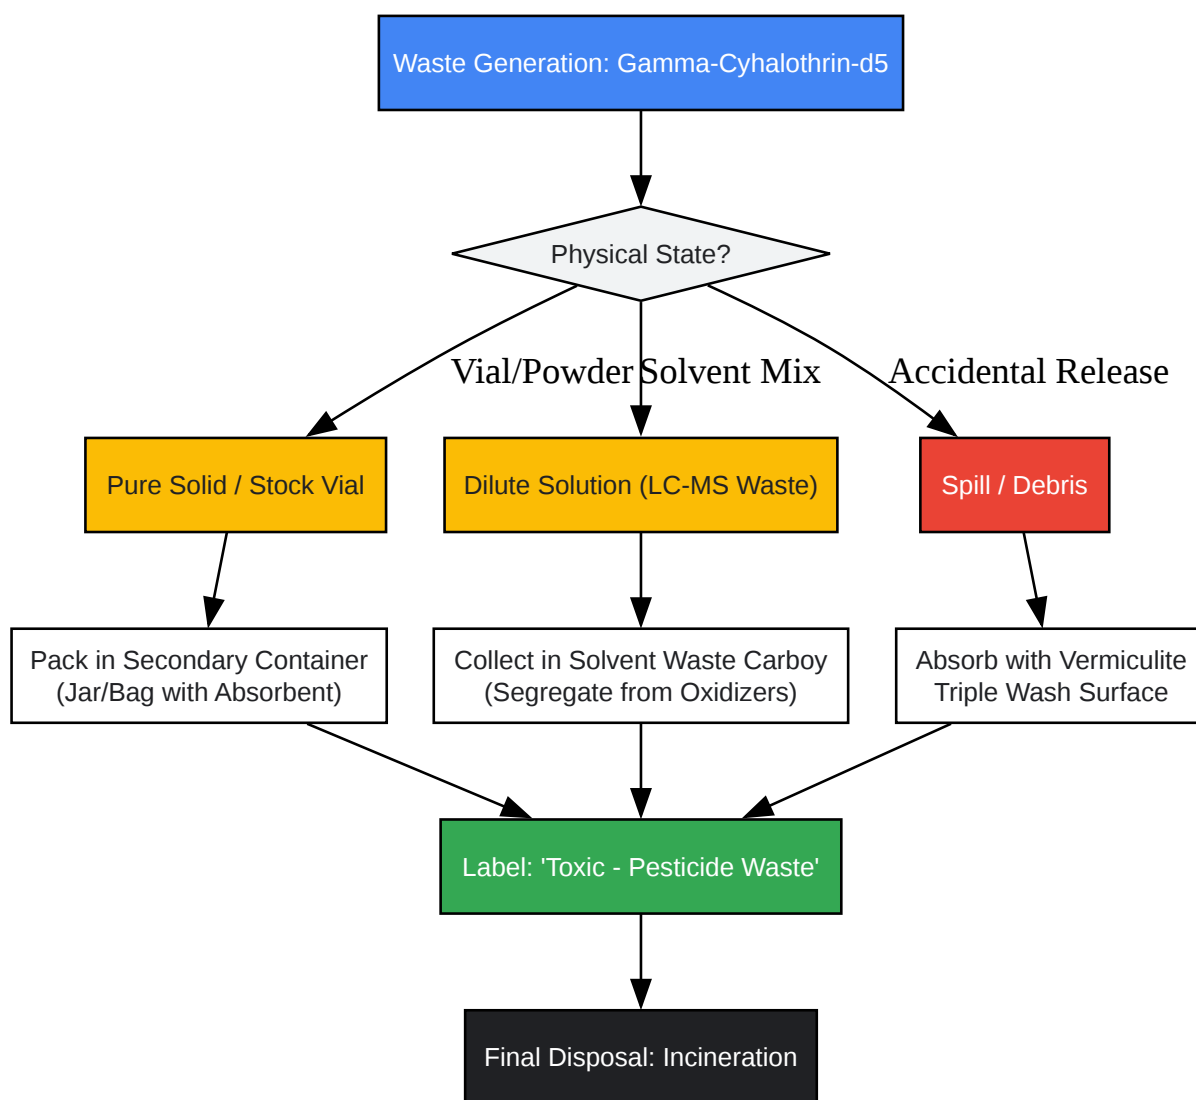 Waste Generation: Gamma-Cyhalothrin-d5
Physical State?
Vial/Powder
Solvent Mix
Accidental Release
Pure Solid / Stock Vial
Dilute Solution (LC-MS Waste)
Spill / Debris
Pack in Secondary Container
(Jar/Bag with Absorbent)
Collect in Solvent Waste Carboy
(Segregate from Oxidizers)
Absorb with Vermiculite
Triple Wash Surface
Label: 'Toxic - Pesticide Waste'
Final Disposal: Incineration